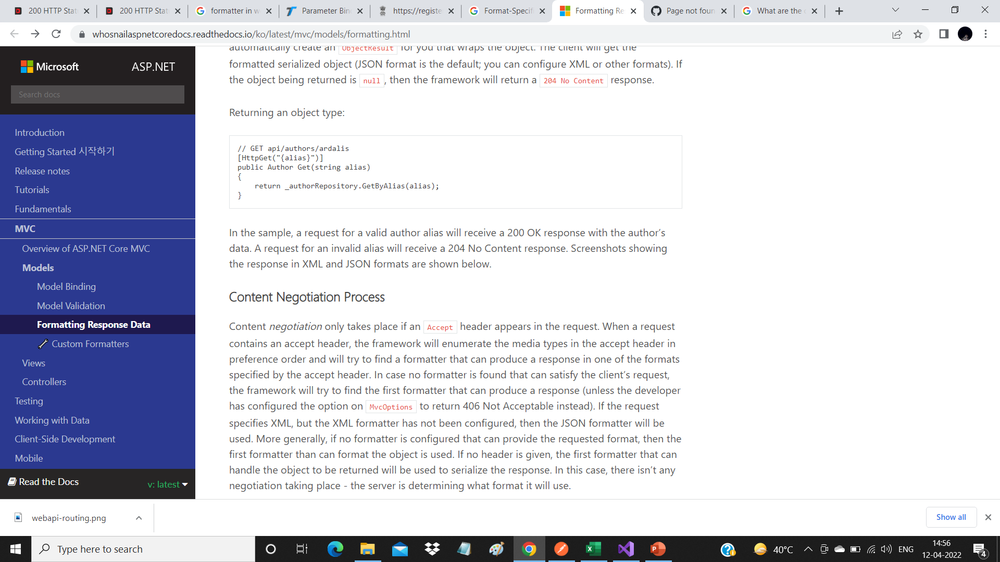 200 HTTP Stat
200 HTTP Stat
formatter in w
Parameter Bin
https://registe
Format-Specifi
Formatting Re
Page not foun
What are the
whosnailaspnetcoredocs.readthedocs.io/ko/latest/mvc/models/formatting.html
Microsoft
ASP.NET
Search docs
Introduction
Getting Started 시작하기
Release notes
Tutorials
Fundamentals
MVC
Overview of ASP.NET Core MVC
Models
Model Binding
Model Validation
Formatting Response Data
Custom Formatters
Views
Controllers
Testing
Working with Data
Client-Side Development
Mobile
Read the Docs
v: latest
automatically create an ObjectResult for you that wraps the object. The client will get the
formatted serialized object (JSON format is the default; you can configure XML or other formats). If
the object being returned is null, then the framework will return a 204 No Content response.
Returning an object type:
// GET api/authors/ardalis
[HttpGet("{alias}")]
public Author Get(string alias)
{
return _authorRepository.GetByAlias(alias);
}
In the sample, a request for a valid author alias will receive a 200 OK response with the author's
data. A request for an invalid alias will receive a 204 No Content response. Screenshots showing
the response in XML and JSON formats are shown below.
Content Negotiation Process
Content negotiation only takes place if an Accept header appears in the request. When a request
contains an accept header, the framework will enumerate the media types in the accept header in
preference order and will try to find a formatter that can produce a response in one of the formats
specified by the accept header. In case no formatter is found that can satisfy the client's request,
the framework will try to find the first formatter that can produce a response (unless the developer
has configured the option on MvcOptions to return 406 Not Acceptable instead). If the request
specifies XML, but the XML formatter has not been configured, then the JSON formatter will be
used. More generally, if no formatter is configured that can provide the requested format, then the
first formatter than can format the object is used. If no header is given, the first formatter that can
handle the object to be returned will be used to serialize the response. In this case, there isn't any
negotiation taking place - the server is determining what format it will use.
webapi-routing.png
Show all
Type here to search
40°C
ENG
14:56
12-04-2022
4